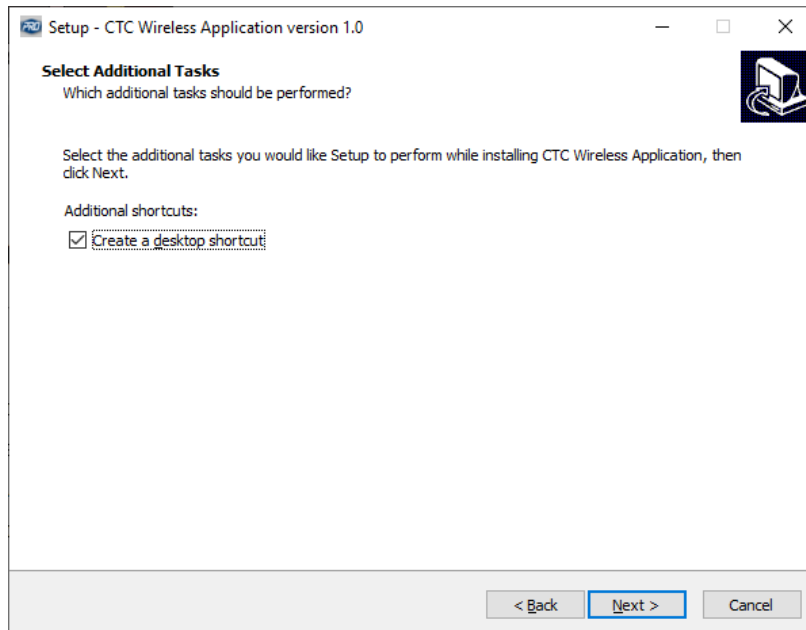 PRO Setup - CTC Wireless Application version 1.0
Select Additional Tasks
Which additional tasks should be performed?
Select the additional tasks you would like Setup to perform while installing CTC Wireless Application, then
click Next.
Additional shortcuts:
Create a desktop shortcut
< Back Next > Cancel